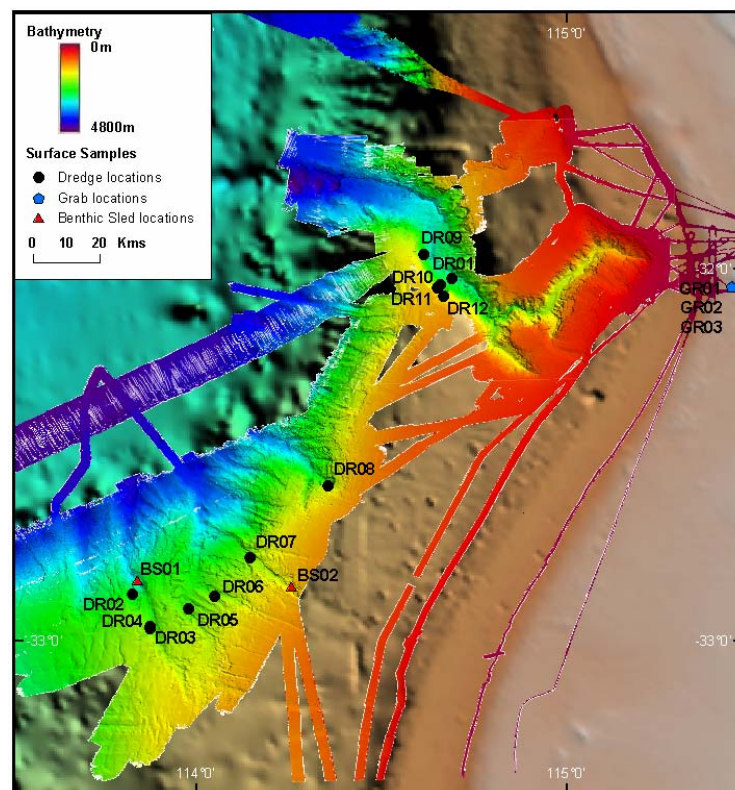 Bathymetry
0m
4800m
Surface Samples
Dredge locations
Grab locations
Benthic Sled locations
0 10 20 Kms
115°0'
DR09
DR01
DR10
DR11
DR12
-32°0'
GR01
GR02
GR03
DR08
DR07
BS01
BS02
DR02
DR06
DR04
DR05
DR03
-33°0'
-33°0'
114°0'
115°0'